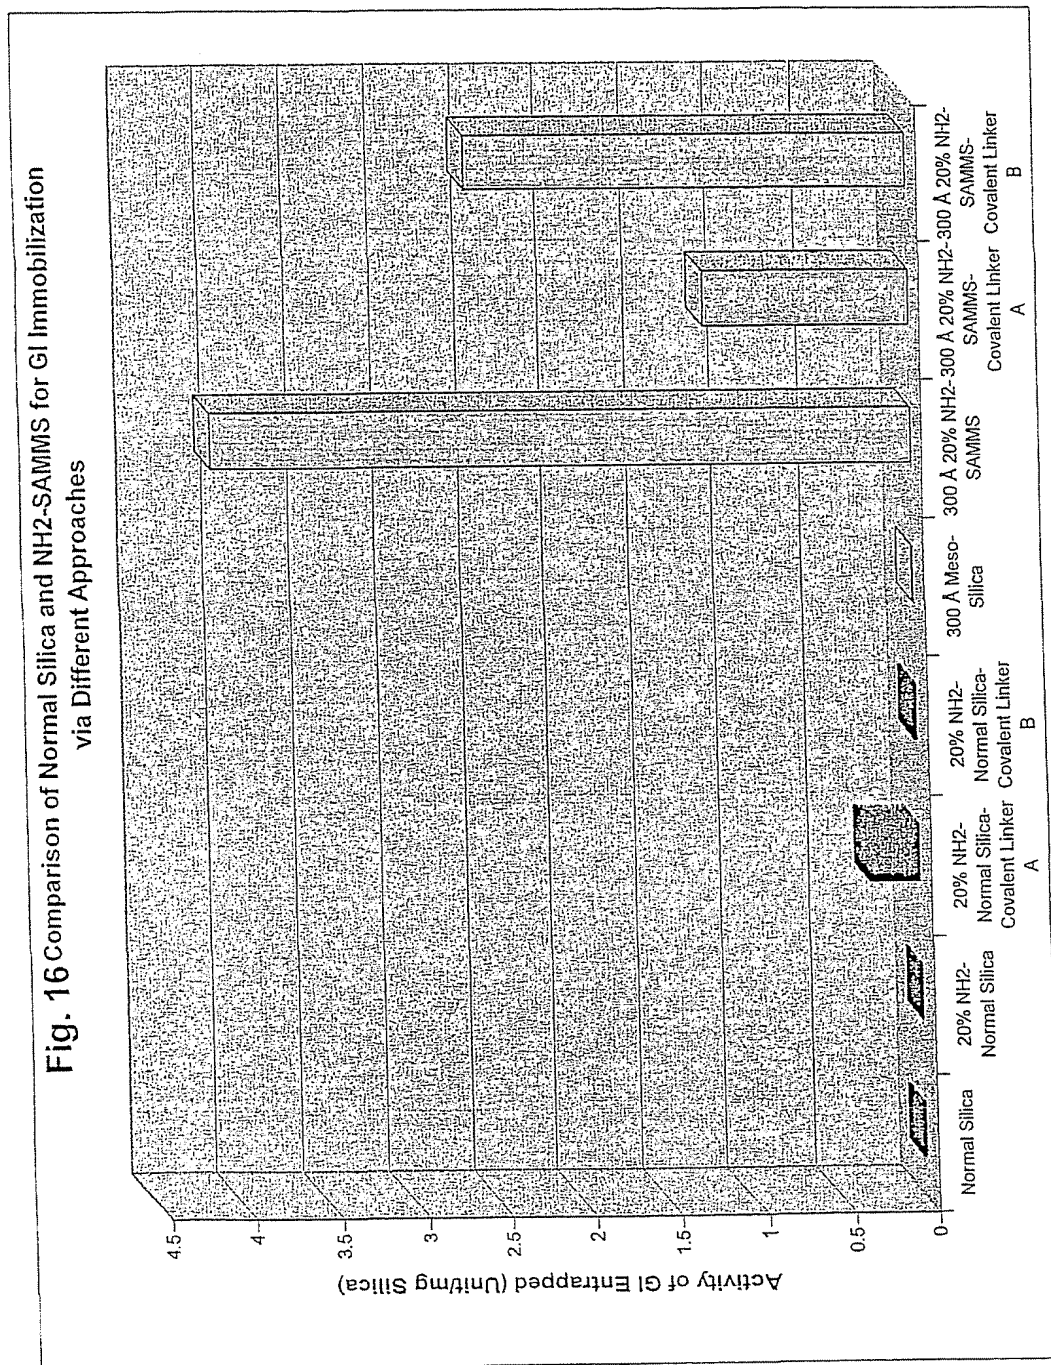 Fig. 16 Comparison of Normal Silica and NH2-SAMMS for GI Immobilization
via Different Approaches
Activity of GI Entrapped (Unit/mg Silica)
4.5
4
3.5
3
2.5
2
1.5
1
0.5
0
Normal Silica
20% NH2-
Normal Silica
20% NH2-
Normal Silica-
Covalent Linker
A
20% NH2-
Normal Silica-
Covalent Linker
B
300 Å Meso-
Silica
300 Å 20% NH2-
SAMMS
300 Å 20% NH2-
SAMMS-
Covalent Linker
A
300 Å 20% NH2-
SAMMS-
Covalent Linker
B